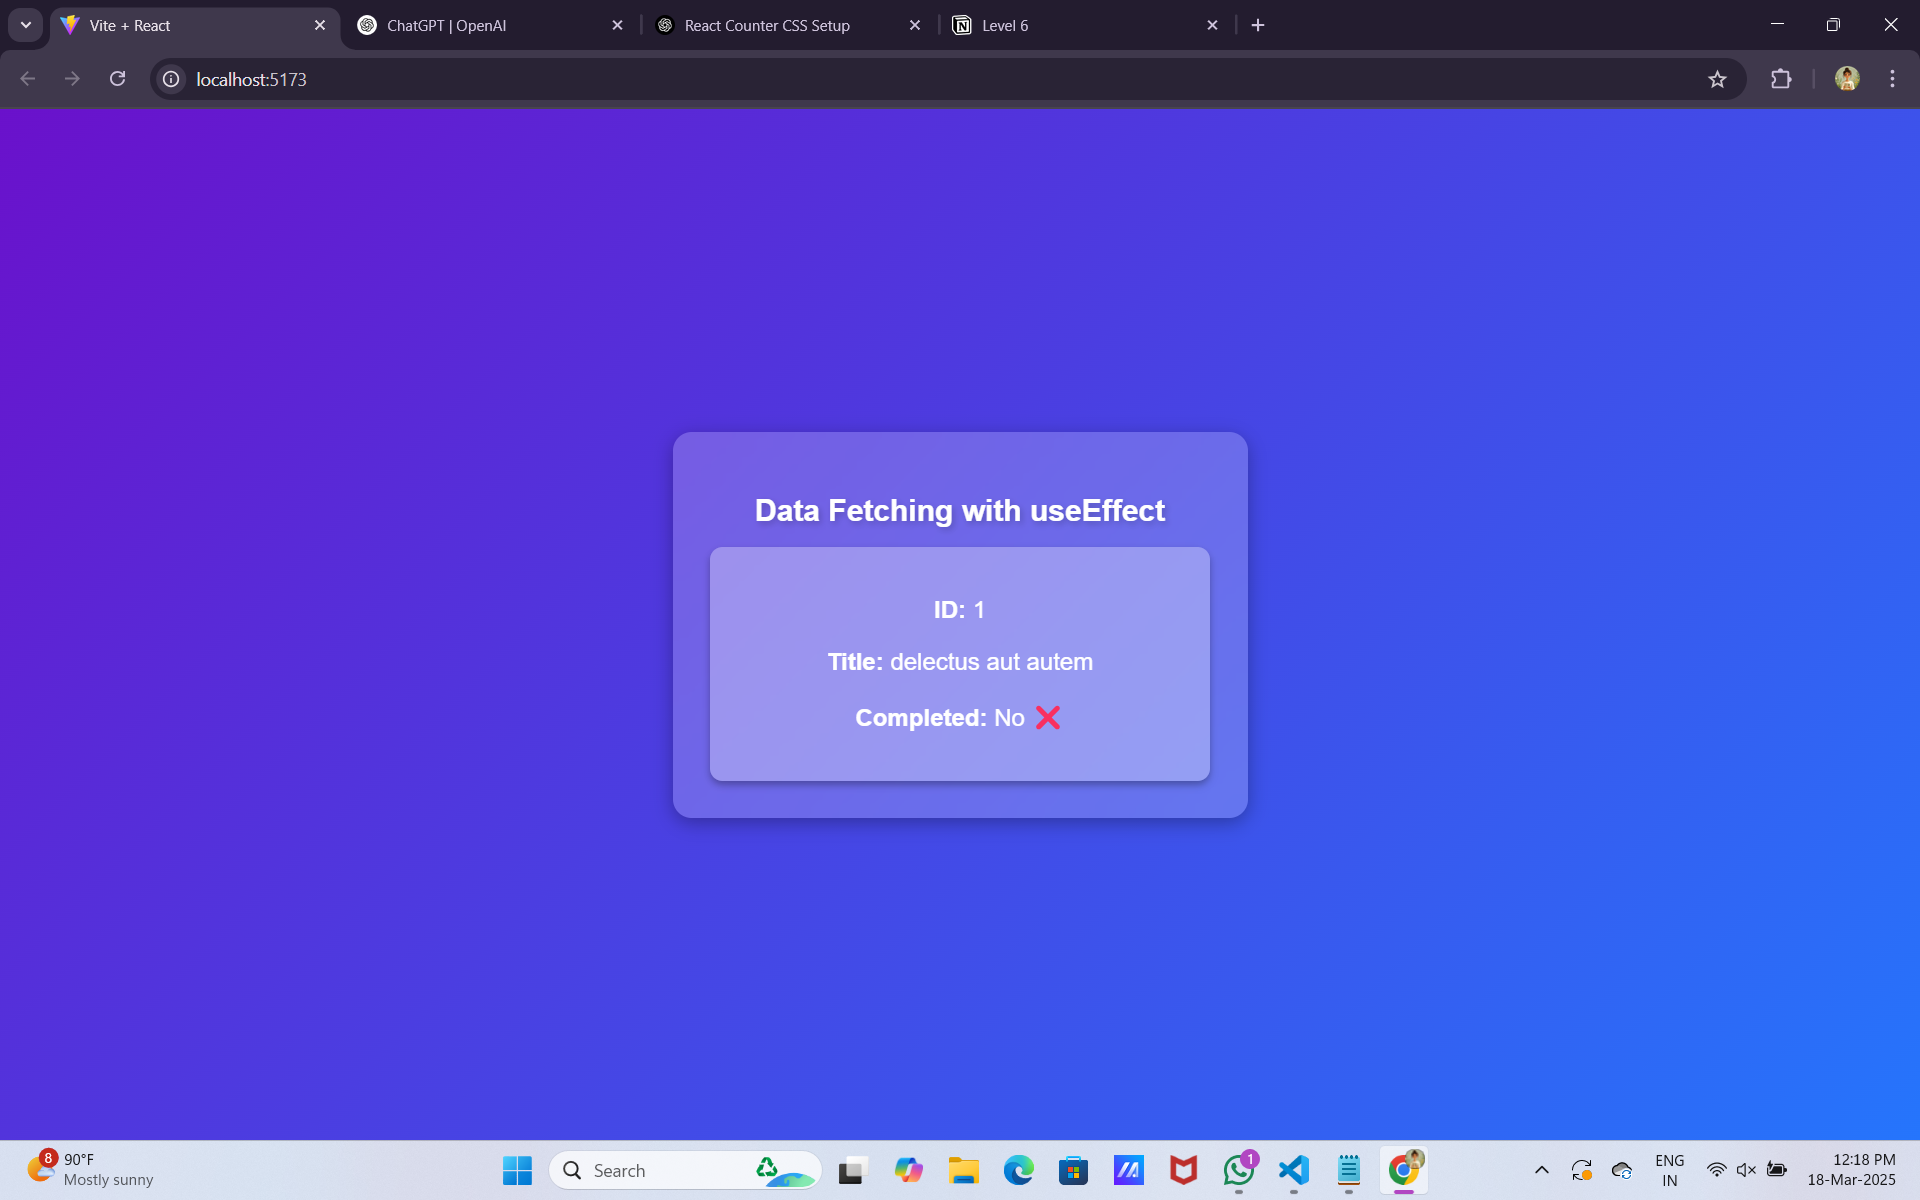 Vite + React
ChatGPT | OpenAI
React Counter CSS Setup
Level 6
localhost:5173
Data Fetching with useEffect
ID: 1
Title: delectus aut autem
Completed: No ❌
8
90°F
Mostly sunny
Search
1
ENG
IN
12:18 PM
18-Mar-2025